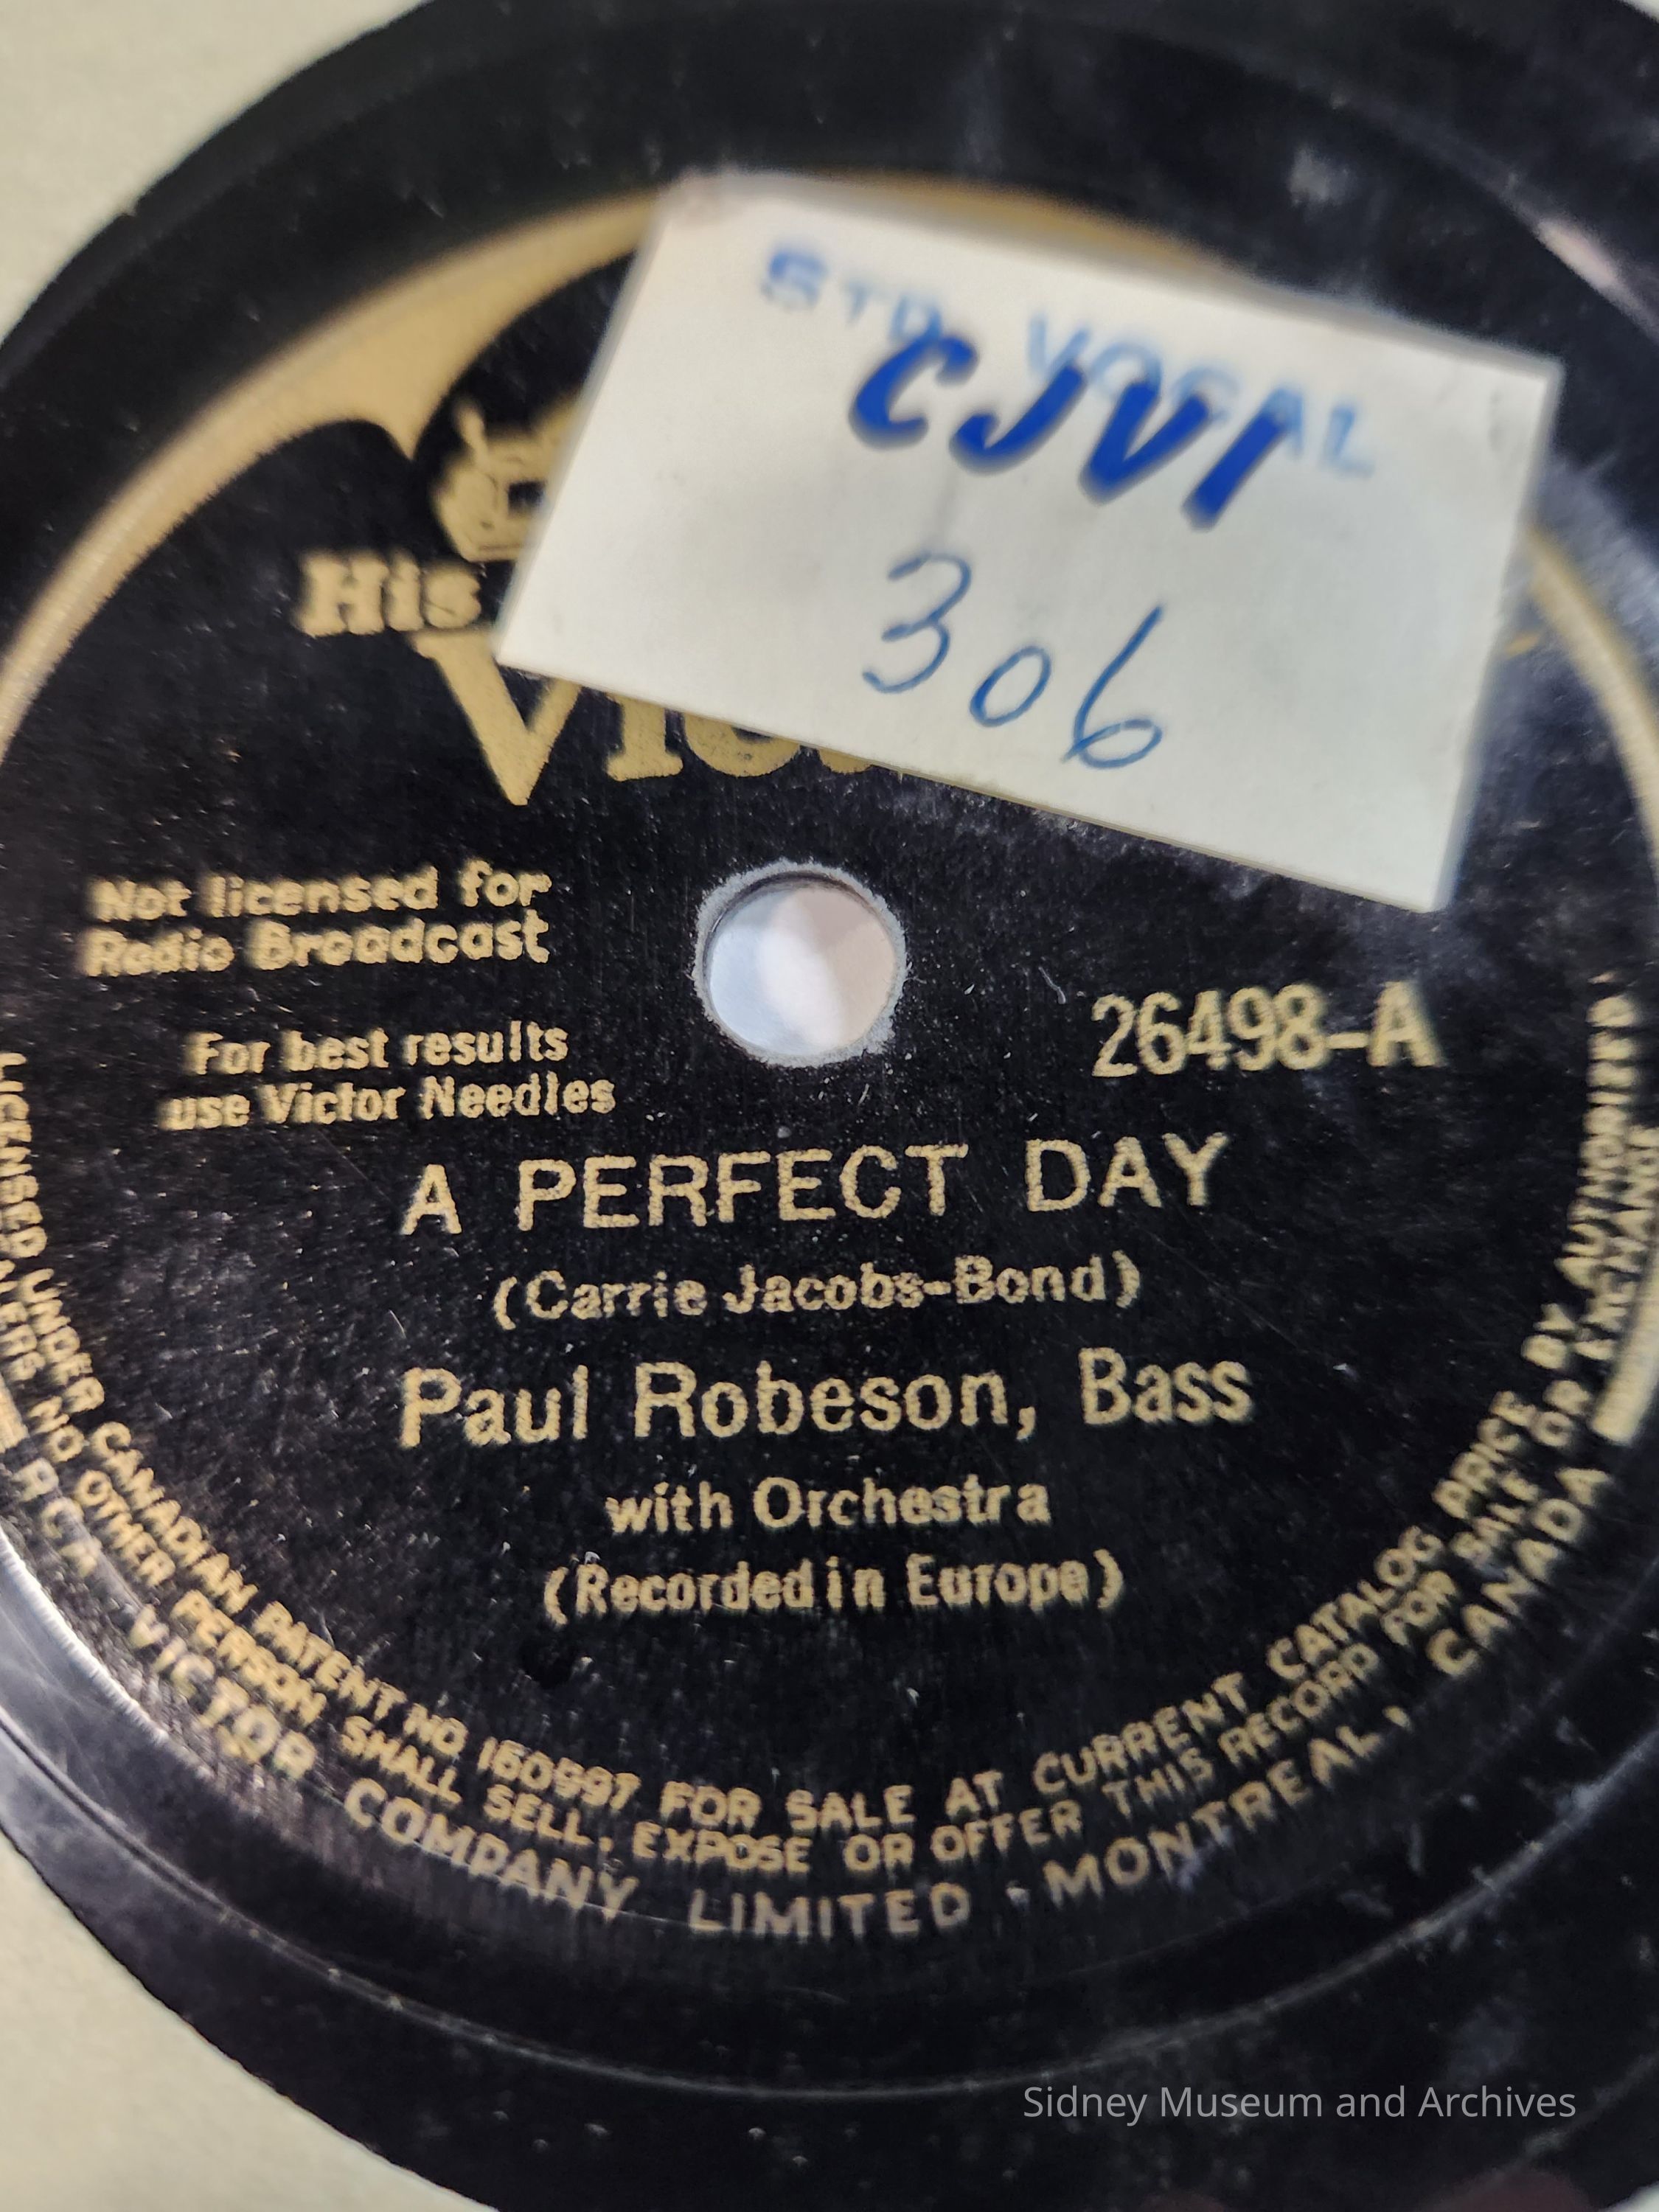 STD. VOCAL
CJVI
306
His
Vic
Not licensed for
Radio Broadcast
For best results
use Victor Needles
26498-A
A PERFECT DAY
(Carrie Jacobs-Bond)
Paul Robeson, Bass
with Orchestra
(Recorded in Europe)
LICENSED UNDER CANADIAN PATENT NO. 160997 FOR SALE AT CURRENT CATALOG PRICE BY AUTHORIZED
DEALERS NO OTHER PERSON SHALL SELL, EXPOSE OR OFFER THIS RECORD FOR SALE OR EXCHANGE
RCA VICTOR COMPANY LIMITED · MONTREAL, CANADA
Sidney Museum and Archives